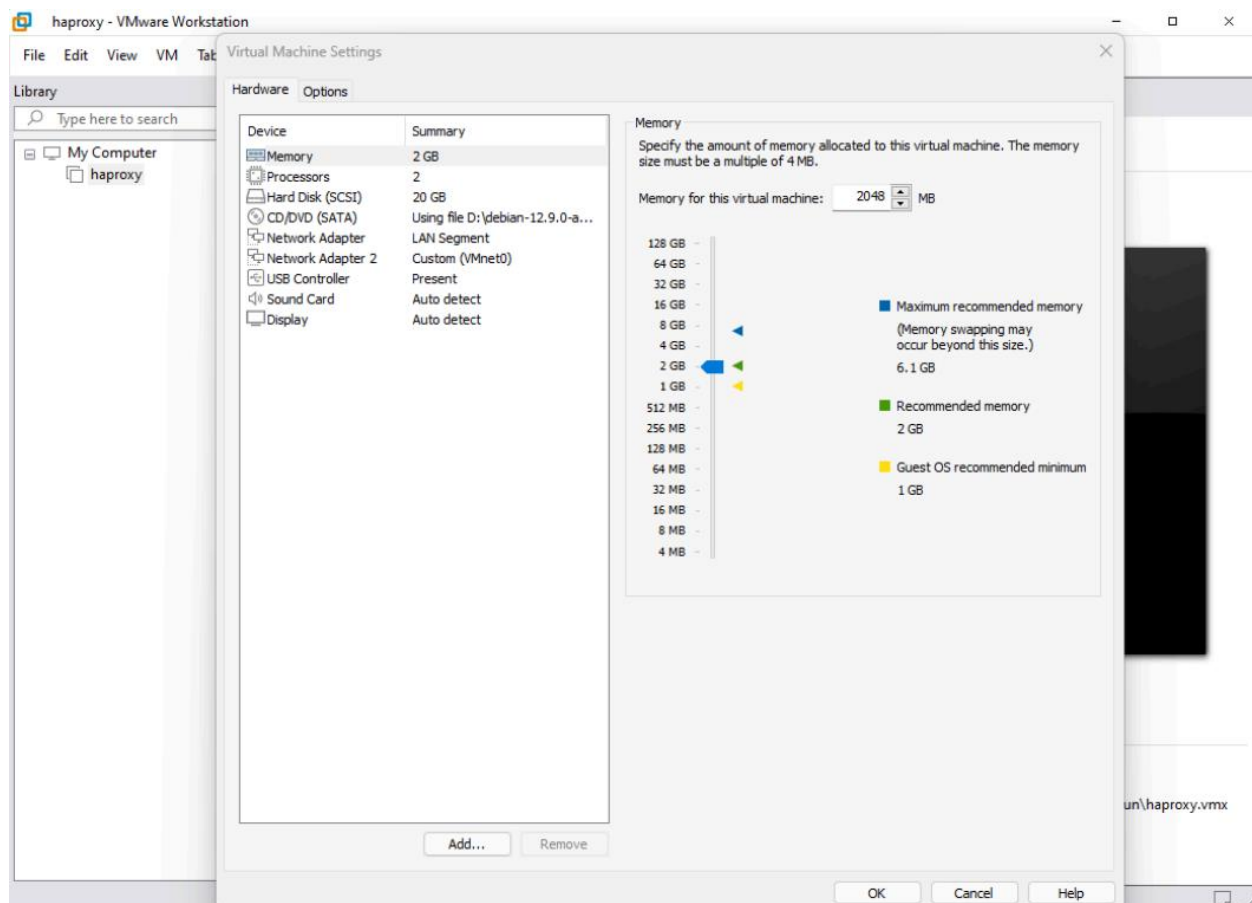 haproxy - VMware Workstation
File Edit View VM Tab
Library
Type here to search
My Computer
haproxy
Virtual Machine Settings
Hardware Options
Device Summary
Memory 2 GB
Processors 2
Hard Disk (SCSI) 20 GB
CD/DVD (SATA) Using file D:\debian-12.9.0-a...
Network Adapter LAN Segment
Network Adapter 2 Custom (VMnet0)
USB Controller Present
Sound Card Auto detect
Display Auto detect
Add... Remove
Memory
Specify the amount of memory allocated to this virtual machine. The memory
size must be a multiple of 4 MB.
Memory for this virtual machine: 2048 MB
128 GB
64 GB
32 GB
16 GB
8 GB
4 GB
2 GB
1 GB
512 MB
256 MB
128 MB
64 MB
32 MB
16 MB
8 MB
4 MB
Maximum recommended memory
(Memory swapping may
occur beyond this size.)
6.1 GB
Recommended memory
2 GB
Guest OS recommended minimum
1 GB
un\haproxy.vmx
OK Cancel Help